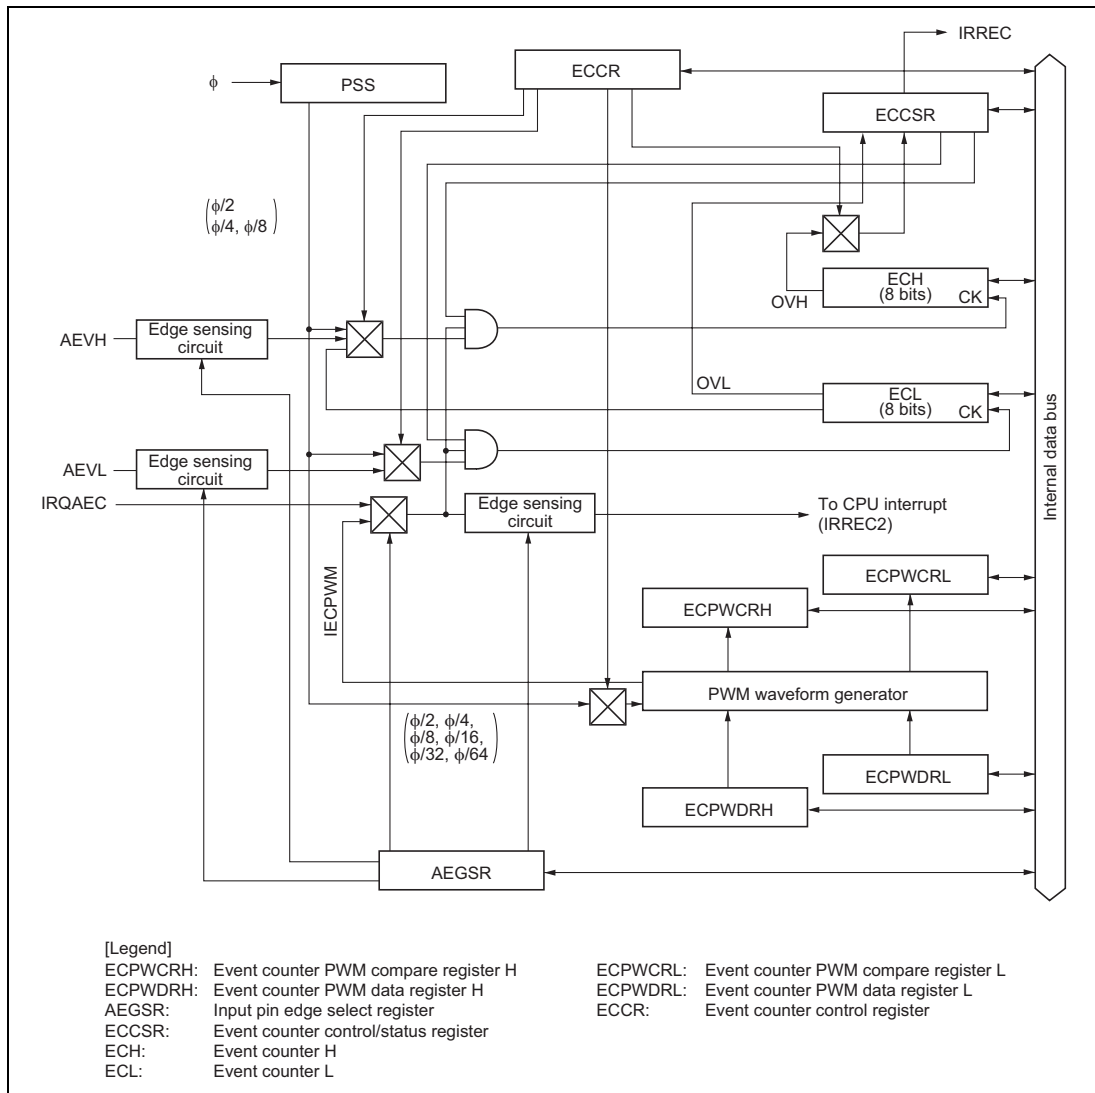 IRREC
ϕ
PSS
ECCR
ECCSR
ϕ/2
ϕ/4, ϕ/8
ECH
(8 bits)
CK
OVH
AEVH
Edge sensing
circuit
OVL
ECL
(8 bits)
CK
AEVL
Edge sensing
circuit
IRQAEC
Edge sensing
circuit
To CPU interrupt
(IRREC2)
Internal data bus
ECPWCRL
ECPWCRH
IECPWM
PWM waveform generator
ϕ/2, ϕ/4,
ϕ/8, ϕ/16,
ϕ/32, ϕ/64
ECPWDRL
ECPWDRH
AEGSR
[Legend]
ECPWCRH: Event counter PWM compare register H
ECPWDRH: Event counter PWM data register H
AEGSR: Input pin edge select register
ECCSR: Event counter control/status register
ECH: Event counter H
ECL: Event counter L
ECPWCRL: Event counter PWM compare register L
ECPWDRL: Event counter PWM data register L
ECCR: Event counter control register